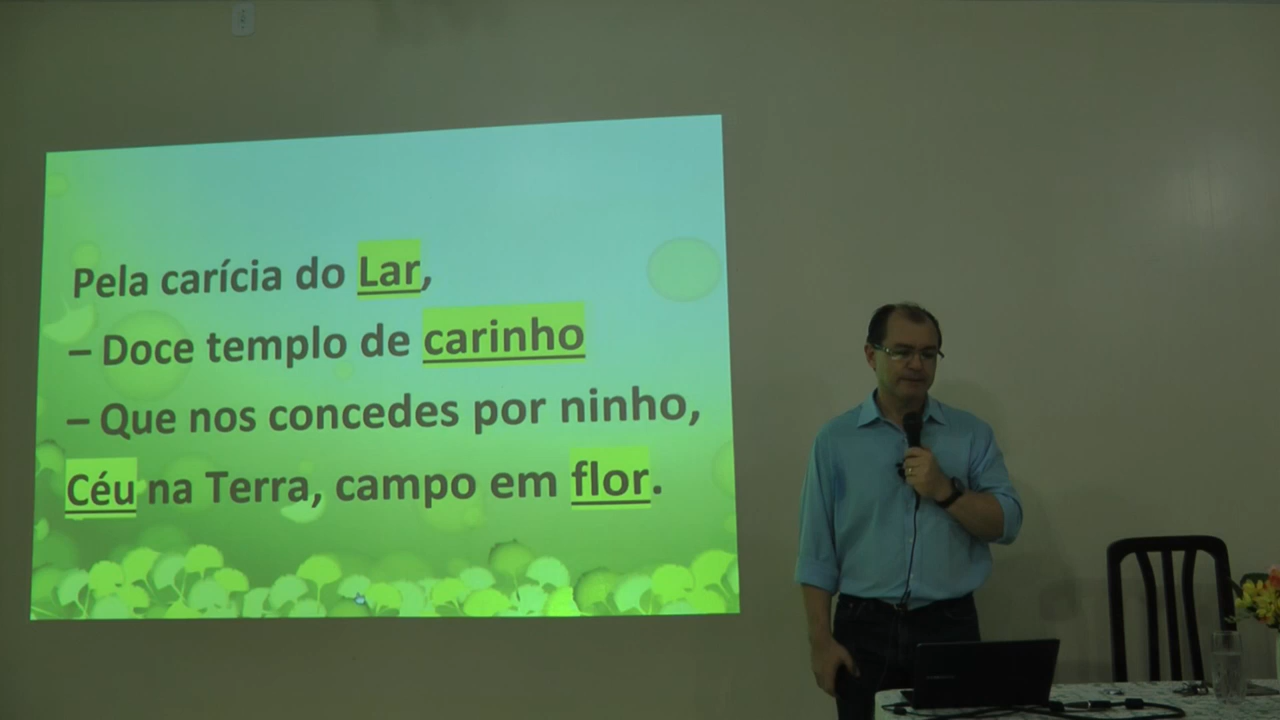 Pela carícia do Lar,
– Doce templo de carinho
– Que nos concedes por ninho,
Céu na Terra, campo em flor.